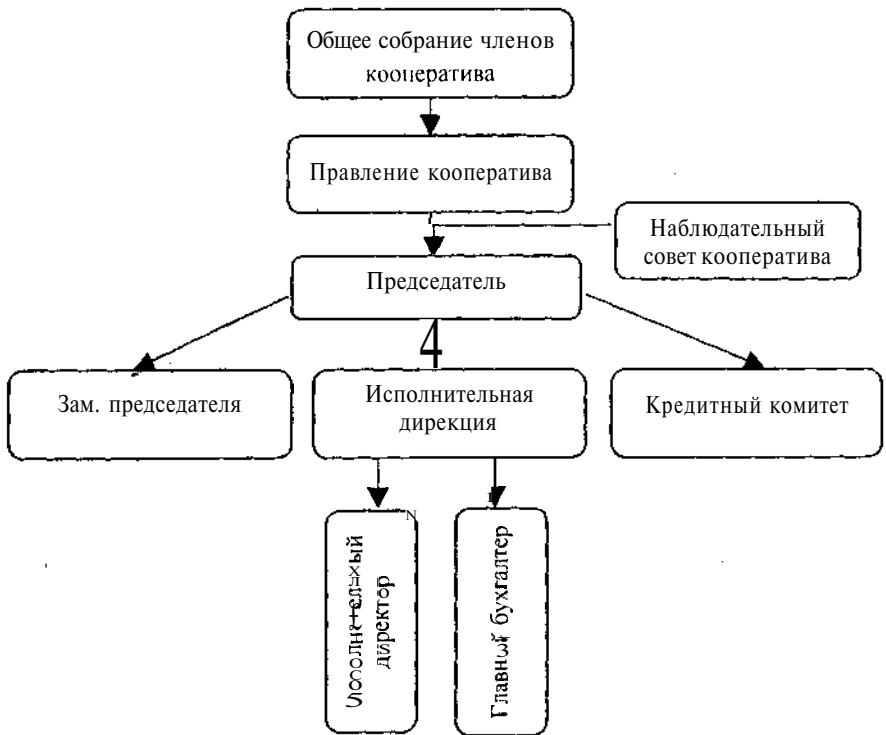 Общее собрание членов
кооператива
Правление кооператива
Наблюдательный
совет кооператива
Председатель
4
Зам. председателя
Исполнительная
дирекция
Кредитный комитет
директор
Главный бухгалтер